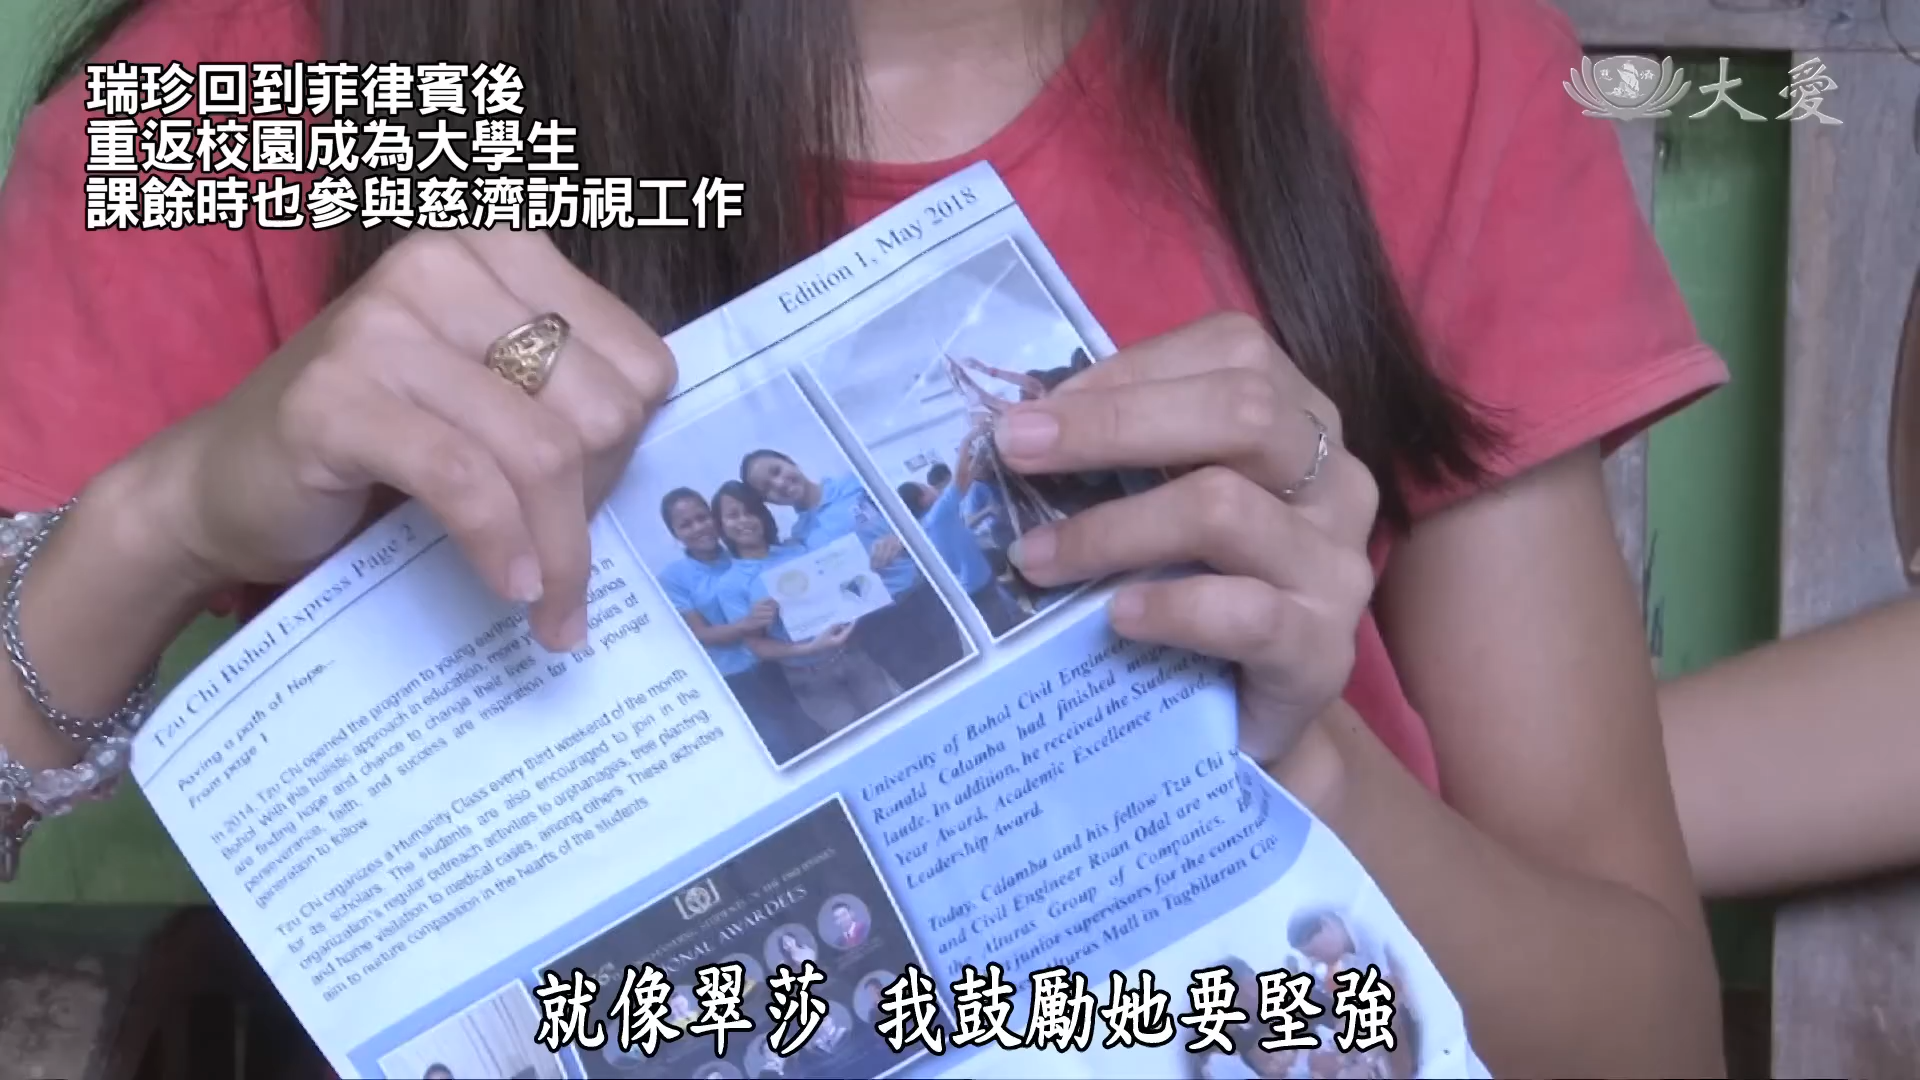 瑞珍回到菲律賓後
重返校園成為大學生
課餘時也參與慈濟訪視工作
大愛
Edition 1, May 2018
Tzu Chi Bohol Express Page 2
Paving a path of Hope...
From page 1
In 2014, Tzu Chi opened the program to young
Bohol. With this holistic approach in education, more
are finding hope and chance to change their lives
perseverance, faith, and success are inspiration for the younger
generation to follow.
Tzu Chi organizes a Humanity Class every third weekend of the month
for its scholars. The students are also encouraged to join in the
organization's regular outreach activities to orphanages, tree planting,
and home visitation to medical cases, among others. These activities
aim to nurture compassion in the hearts of the students.
University of Bohol Civil Engineer
Ronald Calamba had finished
laude. In addition, he received the Student of
Year Award, Academic Excellence Award,
Leadership Award.
Today, Calamba and his fellow Tzu Chi
and Civil Engineer Roan Odal are
the Alturas Group of Companies.
junior supervisors for the
Alturas Mall in Tagbilaran City
就像翠莎 我鼓勵她要堅強